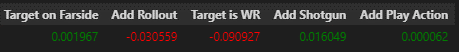 Target on Farside Add Rollout Target is WR Add Shotgun Add Play Action
0.001967 -0.030559 -0.090927 0.016049 0.000062